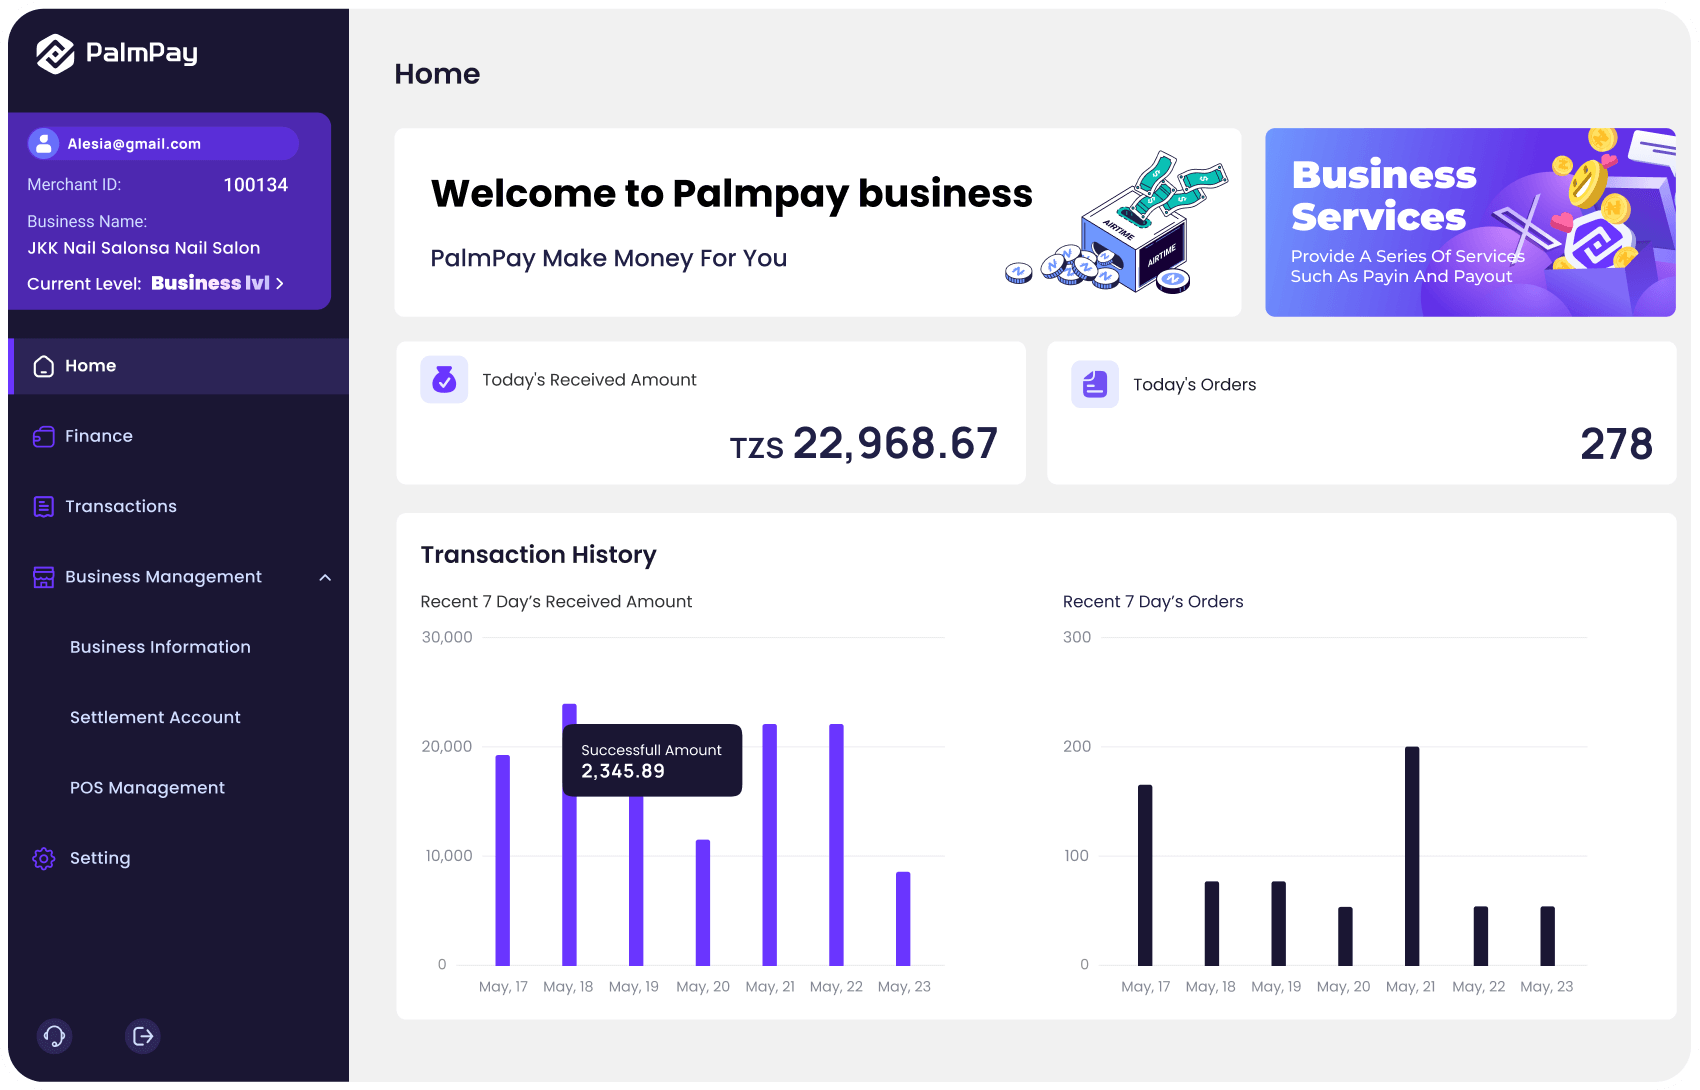 PalmPay
Alesia@gmail.com
Merchant ID: 100134
Business Name:
JKK Nail Salonsa Nail Salon
Current Level: Business lvl >
Home
Finance
Transactions
Business Management
Business Information
Settlement Account
POS Management
Setting
Home
Welcome to Palmpay business
PalmPay Make Money For You
AIRTIME
AIRTIME
Business
Services
Provide A Series Of Services
Such As Payin And Payout
Today's Received Amount
TZS 22,968.67
Today's Orders
278
Transaction History
Recent 7 Day’s Received Amount
30,000
20,000
10,000
0
Successfull Amount
2,345.89
May, 17 May, 18 May, 19 May, 20 May, 21 May, 22 May, 23
Recent 7 Day’s Orders
300
200
100
0
May, 17 May, 18 May, 19 May, 20 May, 21 May, 22 May, 23